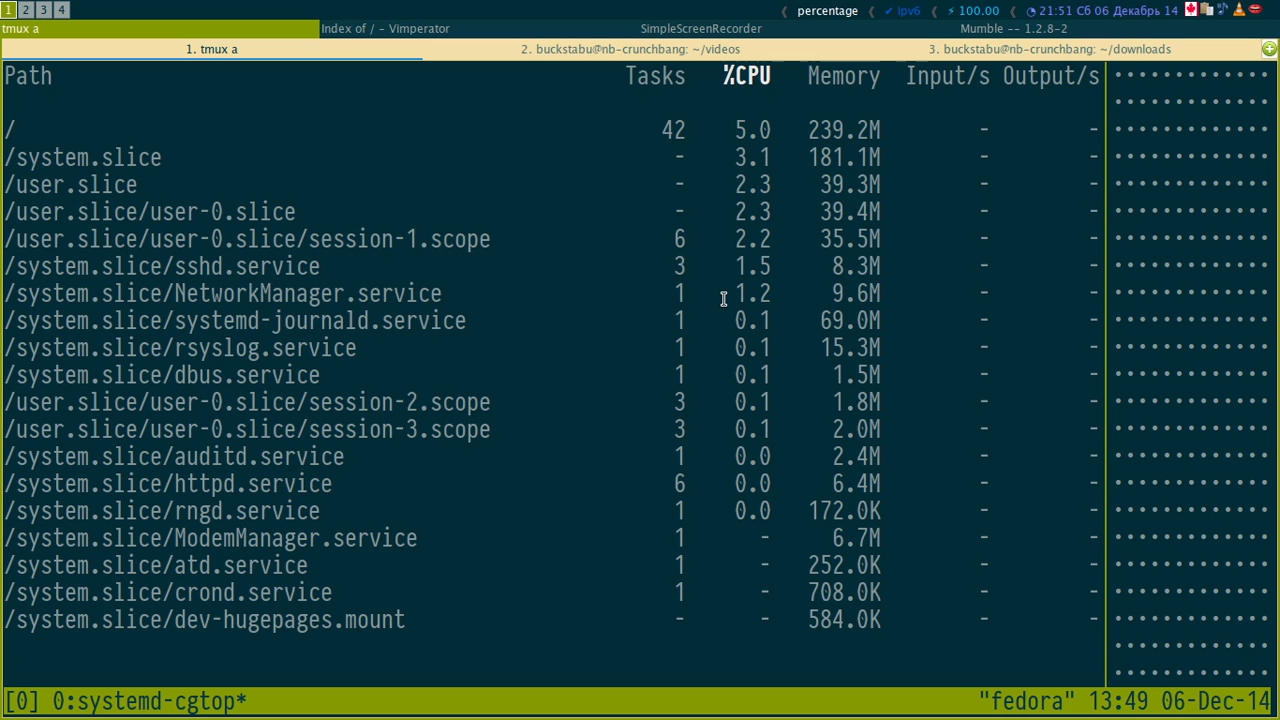 1 2 3 4 percentage ✔ ipv6 ⚡ 100.00 21:51 Сб 06 Декабрь 14
tmux a Index of / - Vimperator SimpleScreenRecorder Mumble -- 1.2.8-2
1. tmux a 2. buckstabu@nb-crunchbang: ~/videos 3. buckstabu@nb-crunchbang: ~/downloads
Path Tasks %CPU Memory Input/s Output/s
/ 42 5.0 239.2M - -
/system.slice - 3.1 181.1M - -
/user.slice - 2.3 39.3M - -
/user.slice/user-0.slice - 2.3 39.4M - -
/user.slice/user-0.slice/session-1.scope 6 2.2 35.5M - -
/system.slice/sshd.service 3 1.5 8.3M - -
/system.slice/NetworkManager.service 1 1.2 9.6M - -
/system.slice/systemd-journald.service 1 0.1 69.0M - -
/system.slice/rsyslog.service 1 0.1 15.3M - -
/system.slice/dbus.service 1 0.1 1.5M - -
/user.slice/user-0.slice/session-2.scope 3 0.1 1.8M - -
/user.slice/user-0.slice/session-3.scope 3 0.1 2.0M - -
/system.slice/auditd.service 1 0.0 2.4M - -
/system.slice/httpd.service 6 0.0 6.4M - -
/system.slice/rngd.service 1 0.0 172.0K - -
/system.slice/ModemManager.service 1 - 6.7M - -
/system.slice/atd.service 1 - 252.0K - -
/system.slice/crond.service 1 - 708.0K - -
/system.slice/dev-hugepages.mount - - 584.0K - -
[0] 0:systemd-cgtop* "fedora" 13:49 06-Dec-14